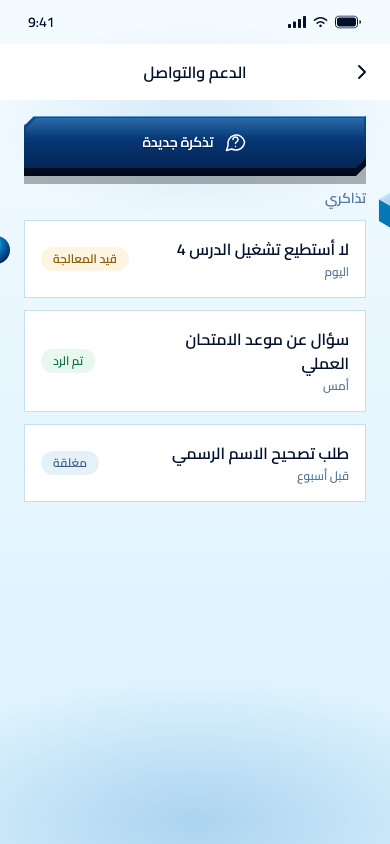 9:41
الدعم والتواصل
تذكرة جديدة
تذاكري
لا أستطيع تشغيل الدرس 4
اليوم
قيد المعالجة
سؤال عن موعد الامتحان
العملي
أمس
تم الرد
طلب تصحيح الاسم الرسمي
قبل أسبوع
مغلقة